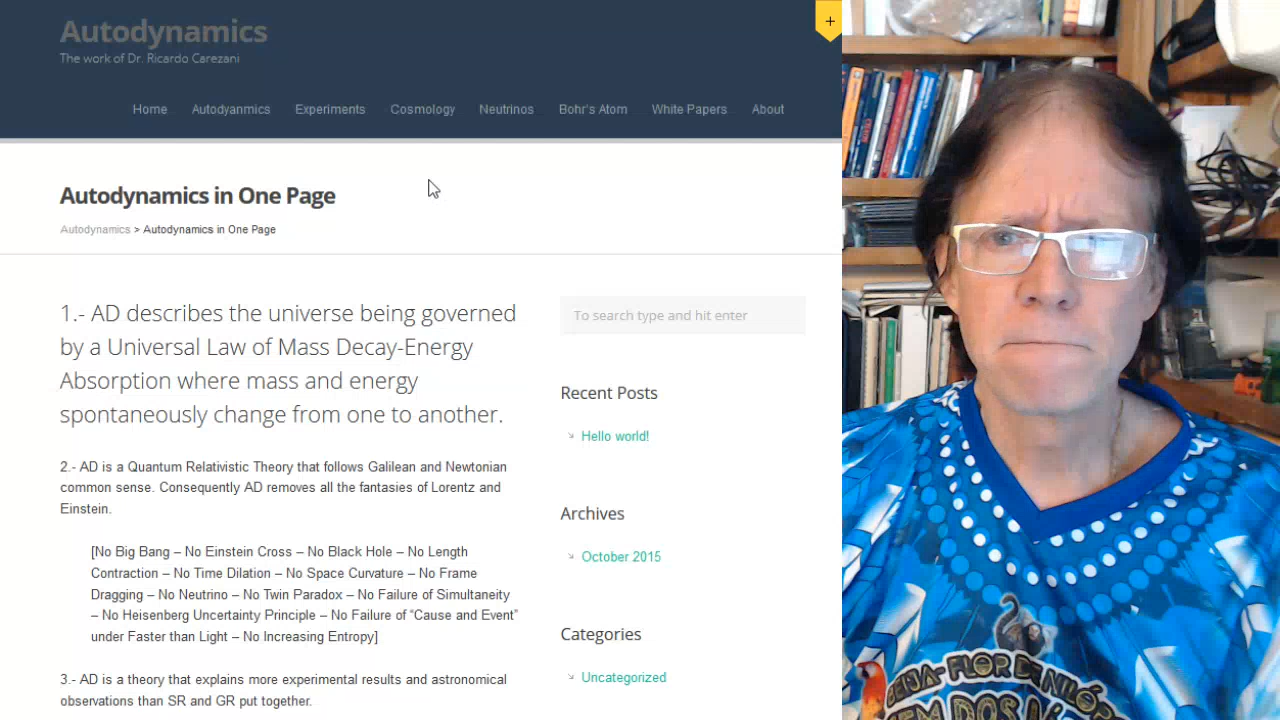 Autodynamics
The work of Dr. Ricardo Carezani
+
Home Autodyanmics Experiments Cosmology Neutrinos Bohr's Atom White Papers About
Autodynamics in One Page
Autodynamics > Autodynamics in One Page
1.- AD describes the universe being governed
by a Universal Law of Mass Decay-Energy
Absorption where mass and energy
spontaneously change from one to another.
2.- AD is a Quantum Relativistic Theory that follows Galilean and Newtonian
common sense. Consequently AD removes all the fantasies of Lorentz and
Einstein.
[No Big Bang – No Einstein Cross – No Black Hole – No Length
Contraction – No Time Dilation – No Space Curvature – No Frame
Dragging – No Neutrino – No Twin Paradox – No Failure of Simultaneity
– No Heisenberg Uncertainty Principle – No Failure of “Cause and Event”
under Faster than Light – No Increasing Entropy]
3.- AD is a theory that explains more experimental results and astronomical
observations than SR and GR put together.
To search type and hit enter
Recent Posts
Hello world!
Archives
October 2015
Categories
Uncategorized
BEIJA-FLOR DE NILÓP